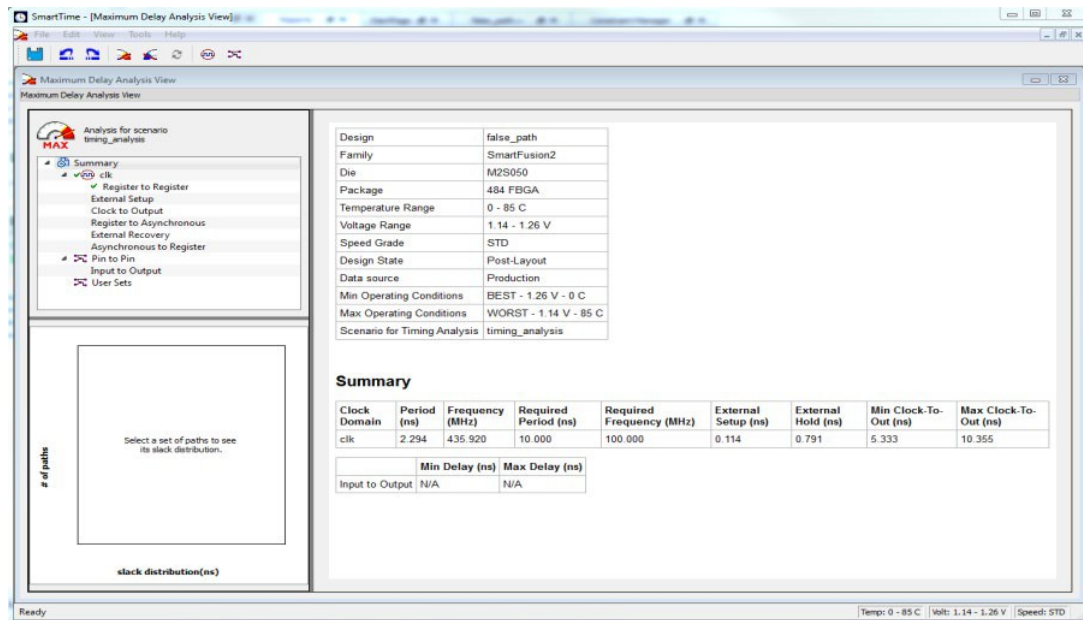 SmartTime - [Maximum Delay Analysis View]
File Edit View Tools Help
Maximum Delay Analysis View
Maximum Delay Analysis View
MAX
Analysis for scenario
timing_analysis
Summary
clk
Register to Register
External Setup
Clock to Output
Register to Asynchronous
External Recovery
Asynchronous to Register
Pin to Pin
Input to Output
User Sets
# of paths
Select a set of paths to see
its slack distribution.
slack distribution(ns)
Design false_path
Family SmartFusion2
Die M2S050
Package 484 FBGA
Temperature Range 0 - 85 C
Voltage Range 1.14 - 1.26 V
Speed Grade STD
Design State Post-Layout
Data source Production
Min Operating Conditions BEST - 1.26 V - 0 C
Max Operating Conditions WORST - 1.14 V - 85 C
Scenario for Timing Analysis timing_analysis
Summary
Clock Domain Period (ns) Frequency (MHz) Required Period (ns) Required Frequency (MHz) External Setup (ns) External Hold (ns) Min Clock-To-Out (ns) Max Clock-To-Out (ns)
clk 2.294 435.920 10.000 100.000 0.114 0.791 5.333 10.355
Min Delay (ns) Max Delay (ns)
Input to Output N/A N/A
Ready Temp: 0 - 85 C Volt: 1.14 - 1.26 V Speed: STD